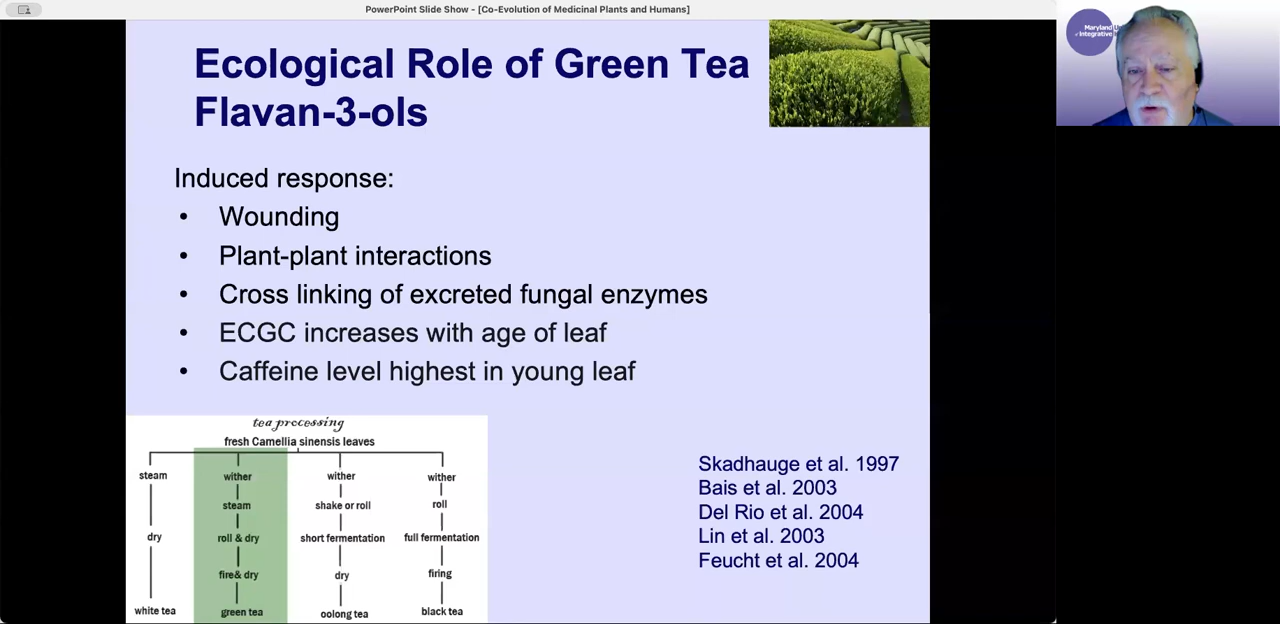 PowerPoint Slide Show - [Co-Evolution of Medicinal Plants and Humans]
Maryland
Integrative
Ecological Role of Green Tea
Flavan-3-ols
Induced response:
• Wounding
• Plant-plant interactions
• Cross linking of excreted fungal enzymes
• ECGC increases with age of leaf
• Caffeine level highest in young leaf
tea processing
fresh Camellia sinensis leaves
steam wither wither wither
steam shake or roll roll
dry roll & dry short fermentation full fermentation
fire& dry dry firing
white tea green tea oolong tea black tea
Skadhauge et al. 1997
Bais et al. 2003
Del Rio et al. 2004
Lin et al. 2003
Feucht et al. 2004